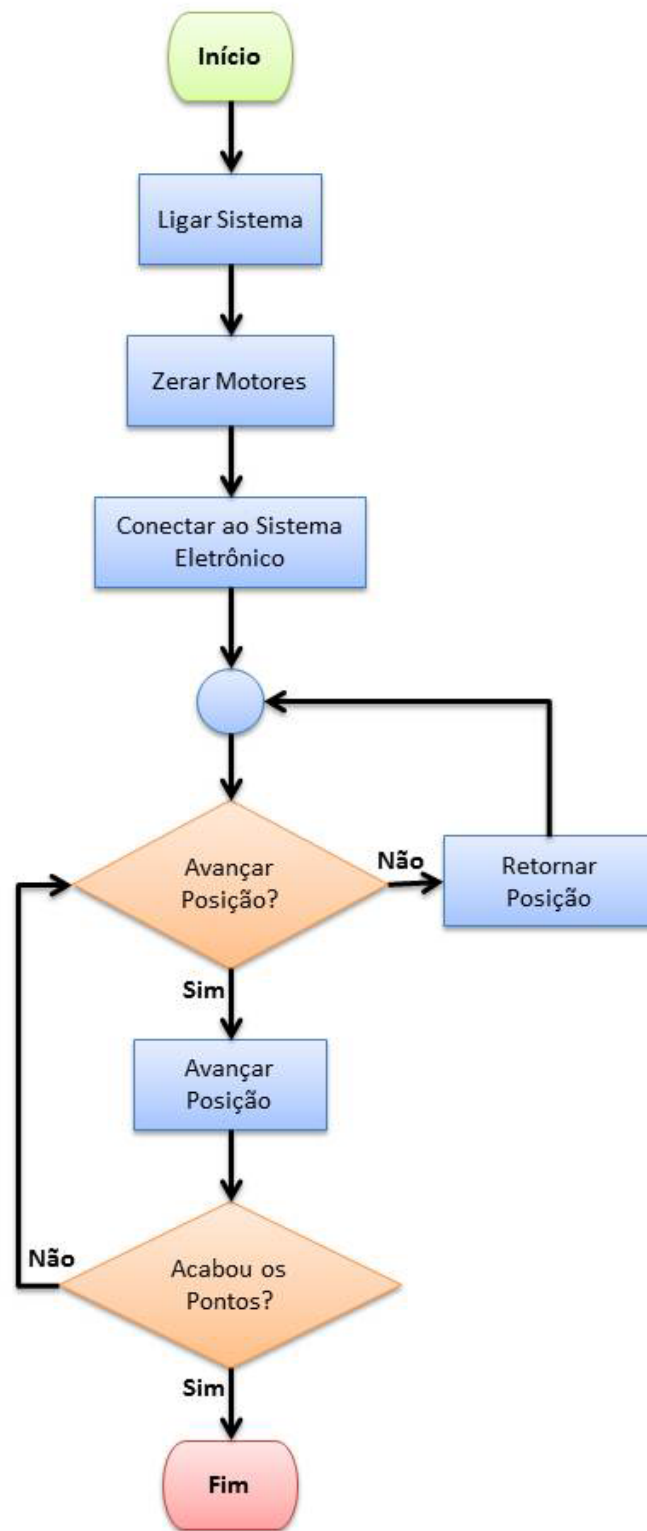 Início
Ligar Sistema
Zerar Motores
Conectar ao Sistema
Eletrônico
Avançar
Posição?
Não
Retornar
Posição
Sim
Avançar
Posição
Não
Acabou os
Pontos?
Sim
Fim